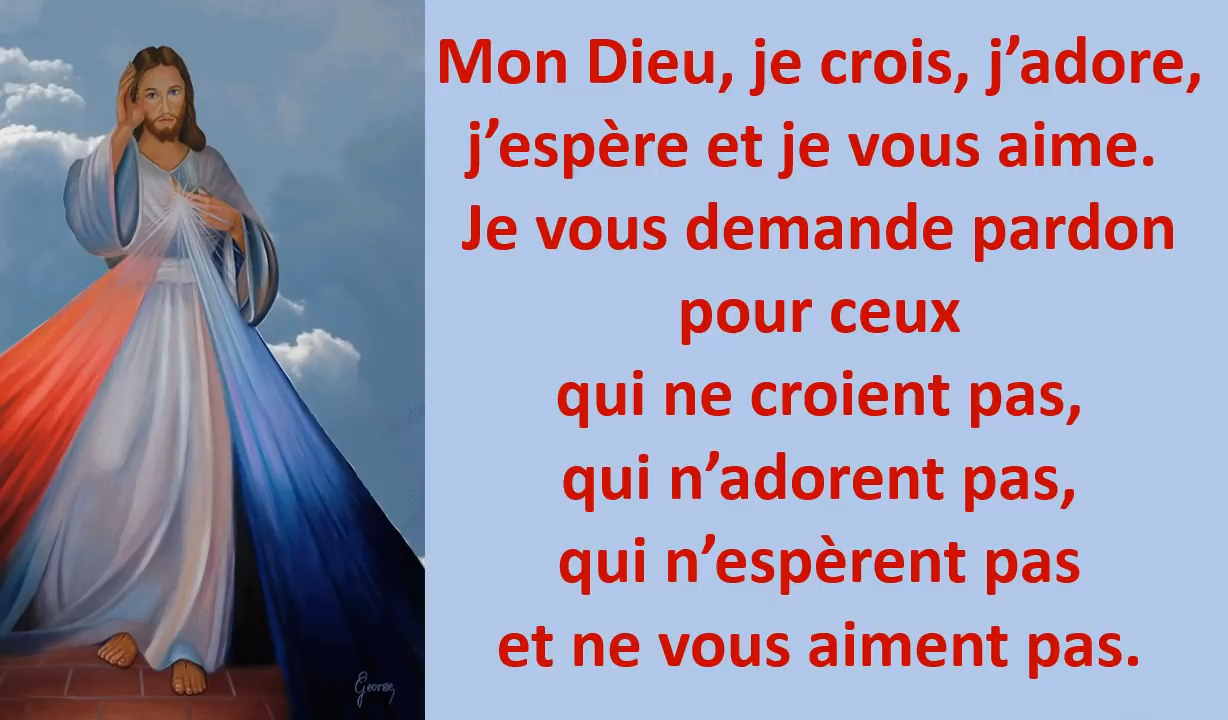 Mon Dieu, je crois, j’adore,
j’espère et je vous aime.
Je vous demande pardon
pour ceux
qui ne croient pas,
qui n’adorent pas,
qui n’espèrent pas
et ne vous aiment pas.
George